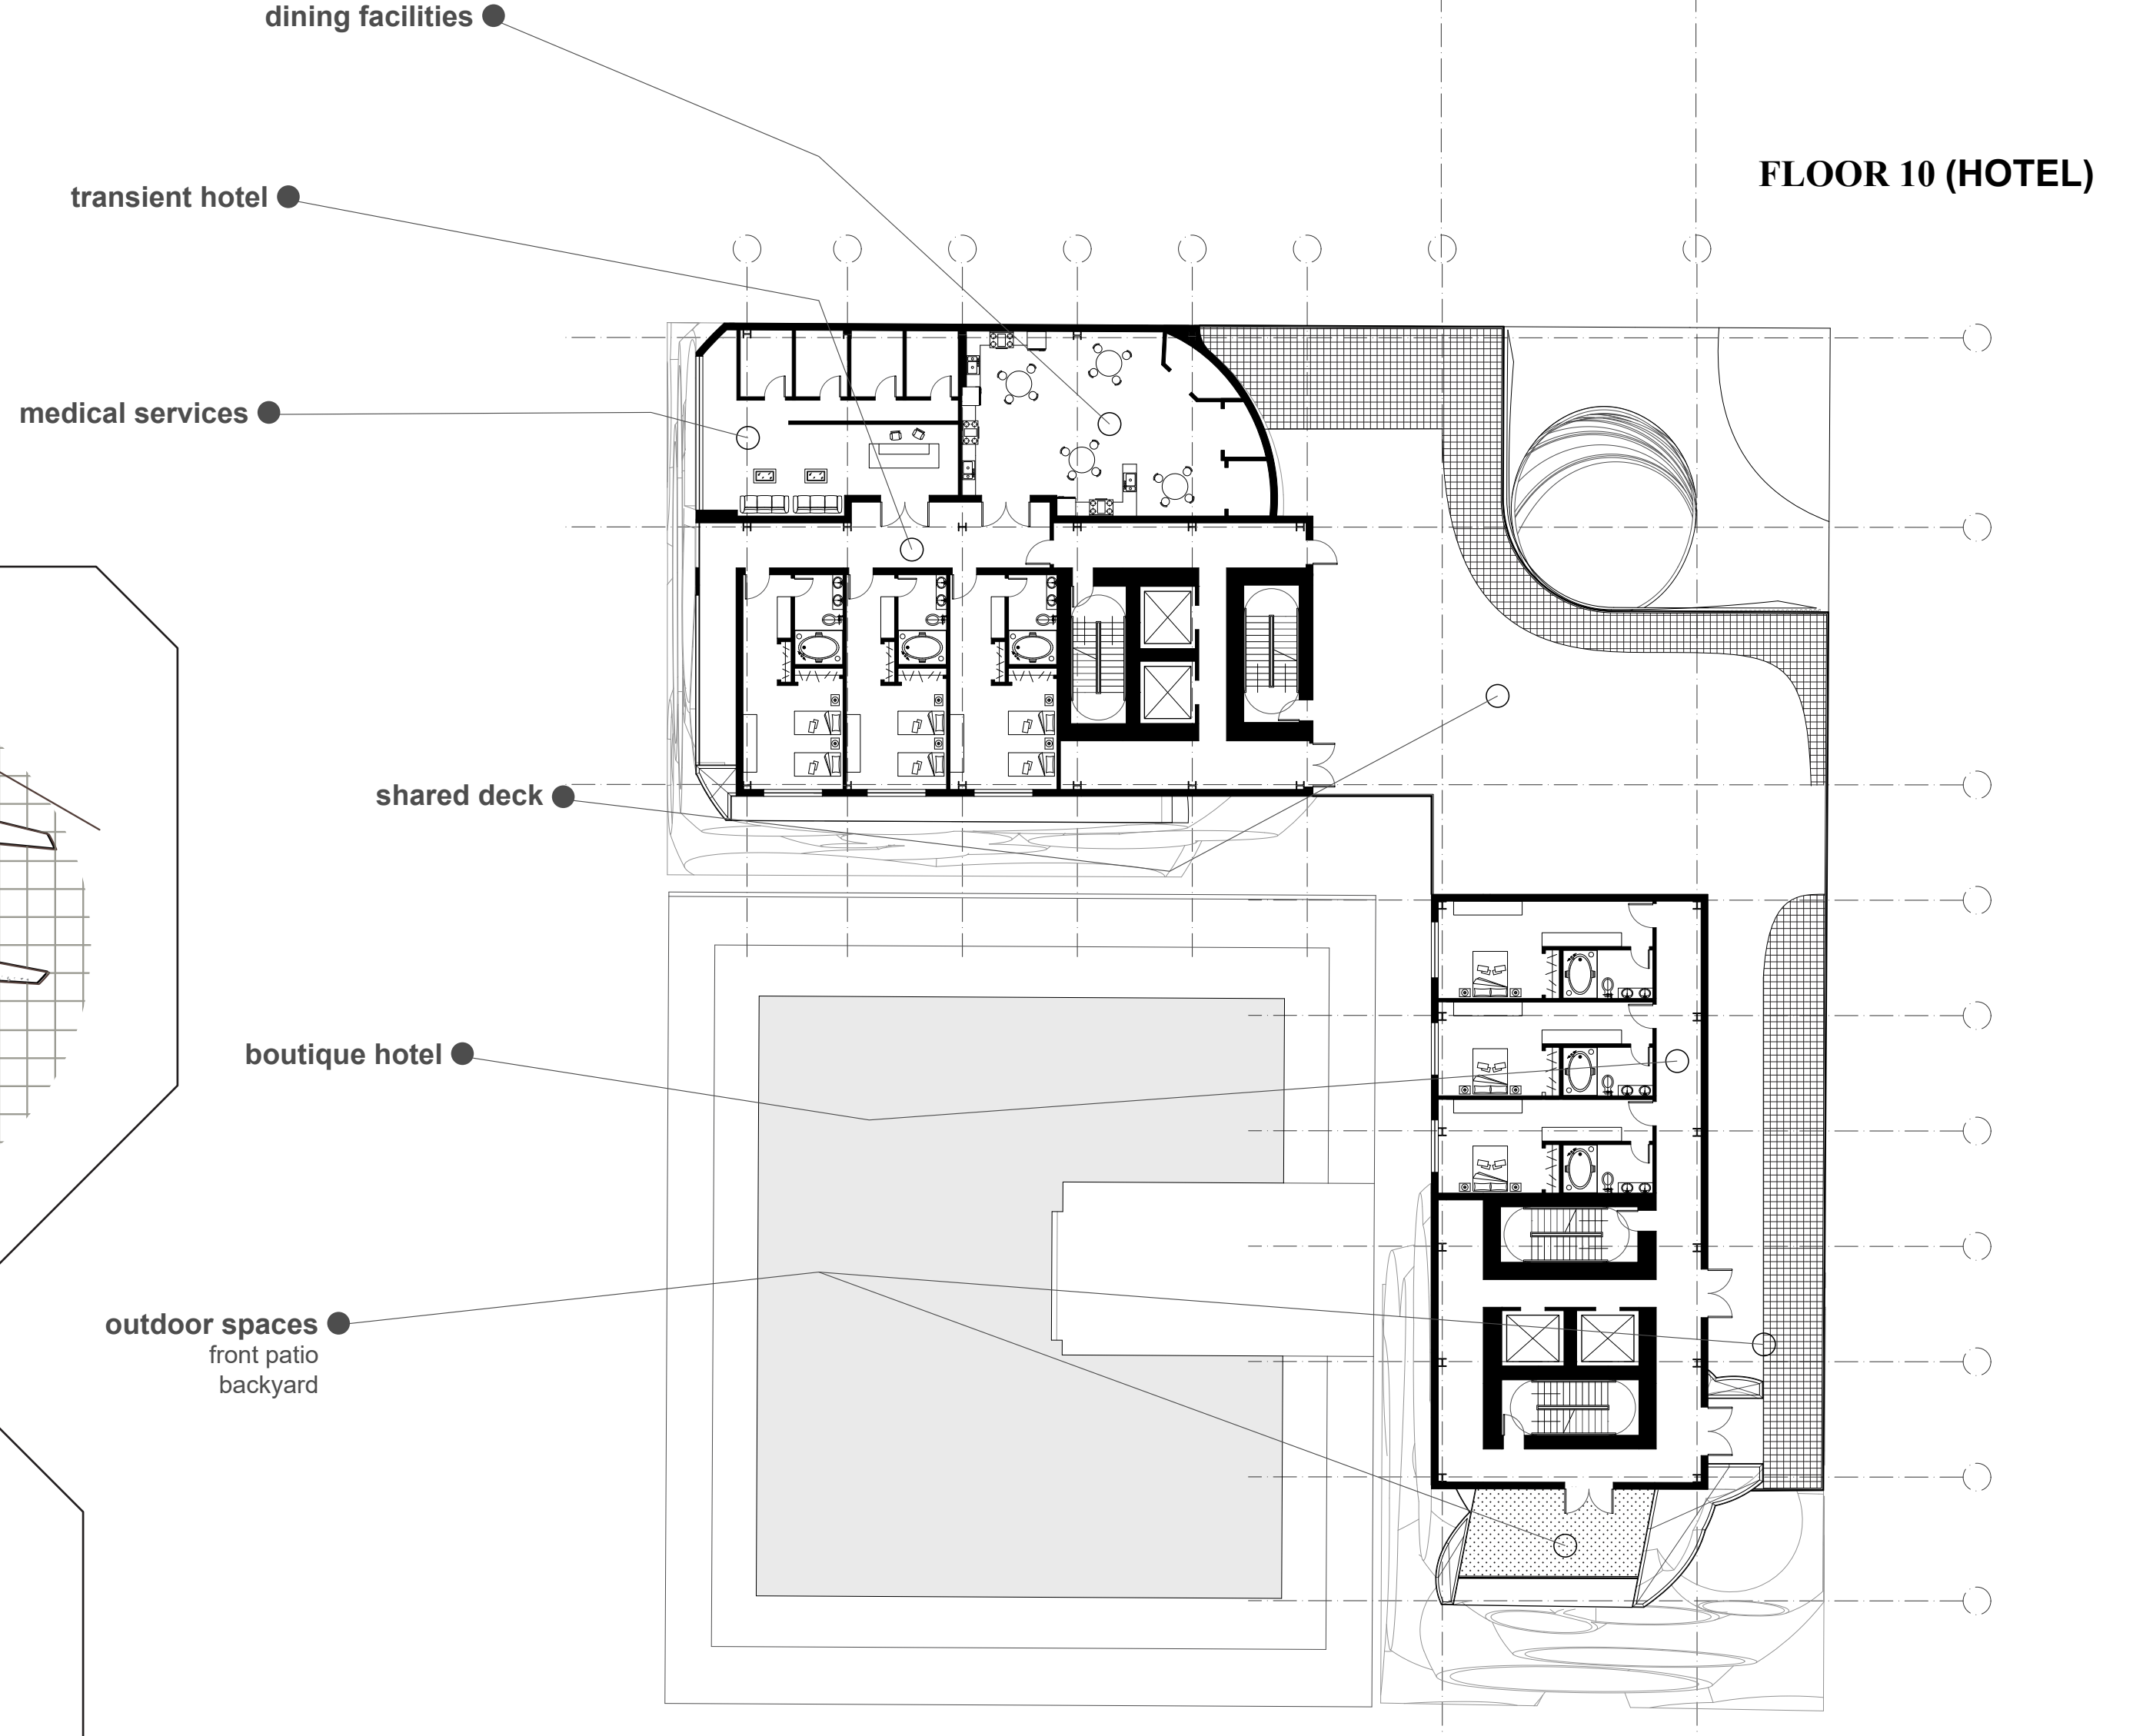 dining facilities
FLOOR 10 (HOTEL)
transient hotel
medical services
shared deck
boutique hotel
outdoor spaces
front patio
backyard